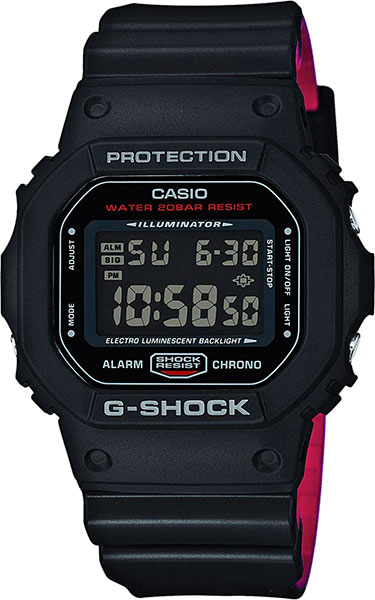 PROTECTION
CASIO
WATER 20BAR RESIST
ILLUMINATOR
ADJUST
MODE
ALM
SIG
SU 6-30
PM
10:58 50
START·STOP
LIGHT ON/OFF
LIGHT
ELECTRO LUMINESCENT BACKLIGHT
ALARM SHOCK RESIST CHRONO
G-SHOCK